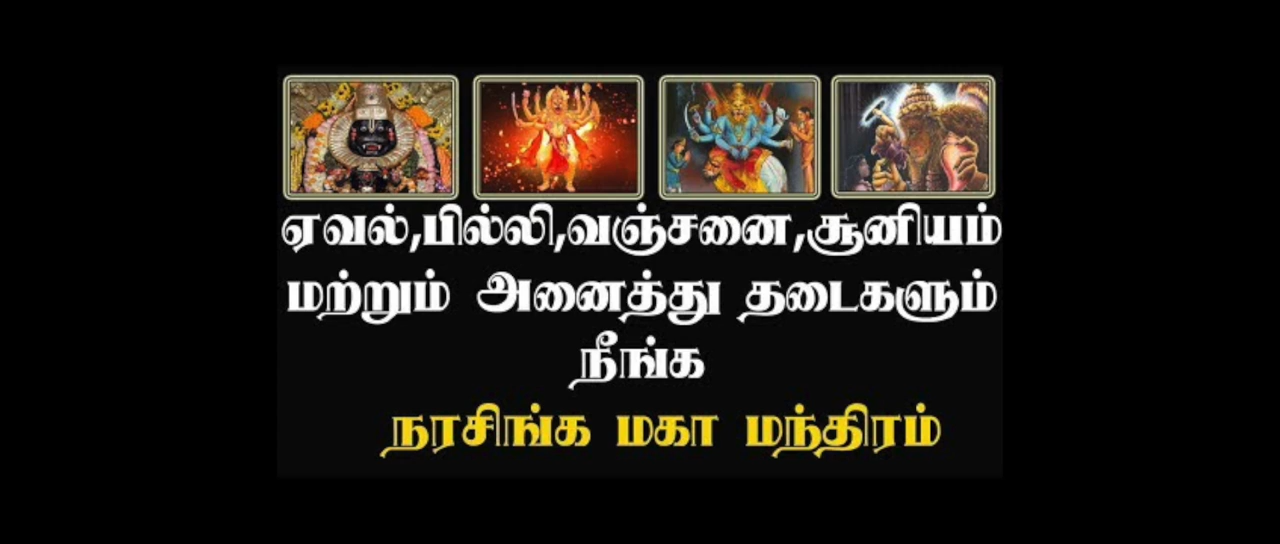 ஏவல்,பில்லி,வஞ்சனை,சூனியம்
மற்றும் அனைத்து தடைகளும்
நீங்க
நரசிங்க மகா மந்திரம்